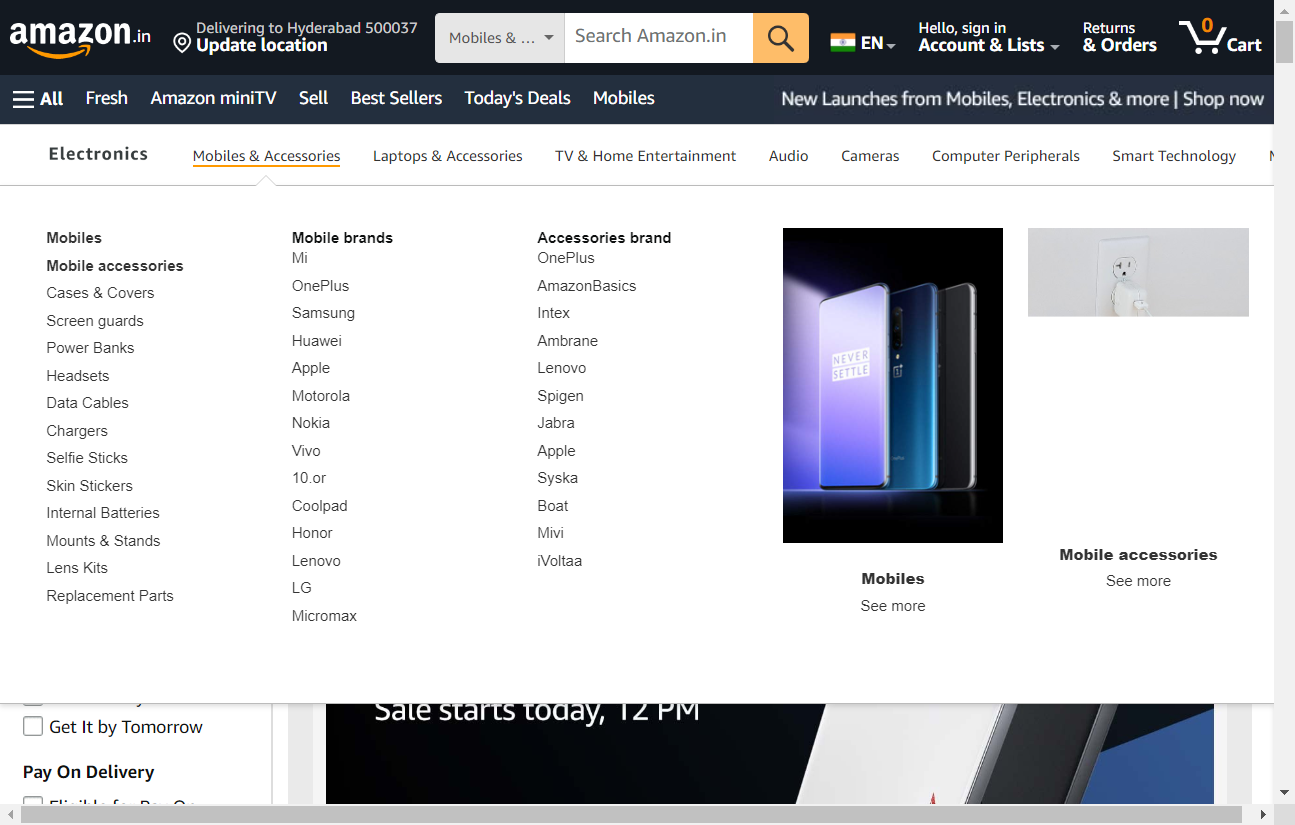 amazon.in
Delivering to Hyderabad 500037
Update location
Mobiles & ...
Search Amazon.in
EN
Hello, sign in
Account & Lists
Returns
& Orders
0
Cart
All
Fresh
Amazon miniTV
Sell
Best Sellers
Today's Deals
Mobiles
New Launches from Mobiles, Electronics & more | Shop now
Electronics
Mobiles & Accessories
Laptops & Accessories
TV & Home Entertainment
Audio
Cameras
Computer Peripherals
Smart Technology
Mobiles
Mobile accessories
Cases & Covers
Screen guards
Power Banks
Headsets
Data Cables
Chargers
Selfie Sticks
Skin Stickers
Internal Batteries
Mounts & Stands
Lens Kits
Replacement Parts
Mobile brands
Mi
OnePlus
Samsung
Huawei
Apple
Motorola
Nokia
Vivo
10.or
Coolpad
Honor
Lenovo
LG
Micromax
Accessories brand
OnePlus
AmazonBasics
Intex
Ambrane
Lenovo
Spigen
Jabra
Apple
Syska
Boat
Mivi
iVoltaa
NEVER
SETTLE
Mobiles
See more
Mobile accessories
See more
Get It by Tomorrow
Pay On Delivery
Sale starts today, 12 PM